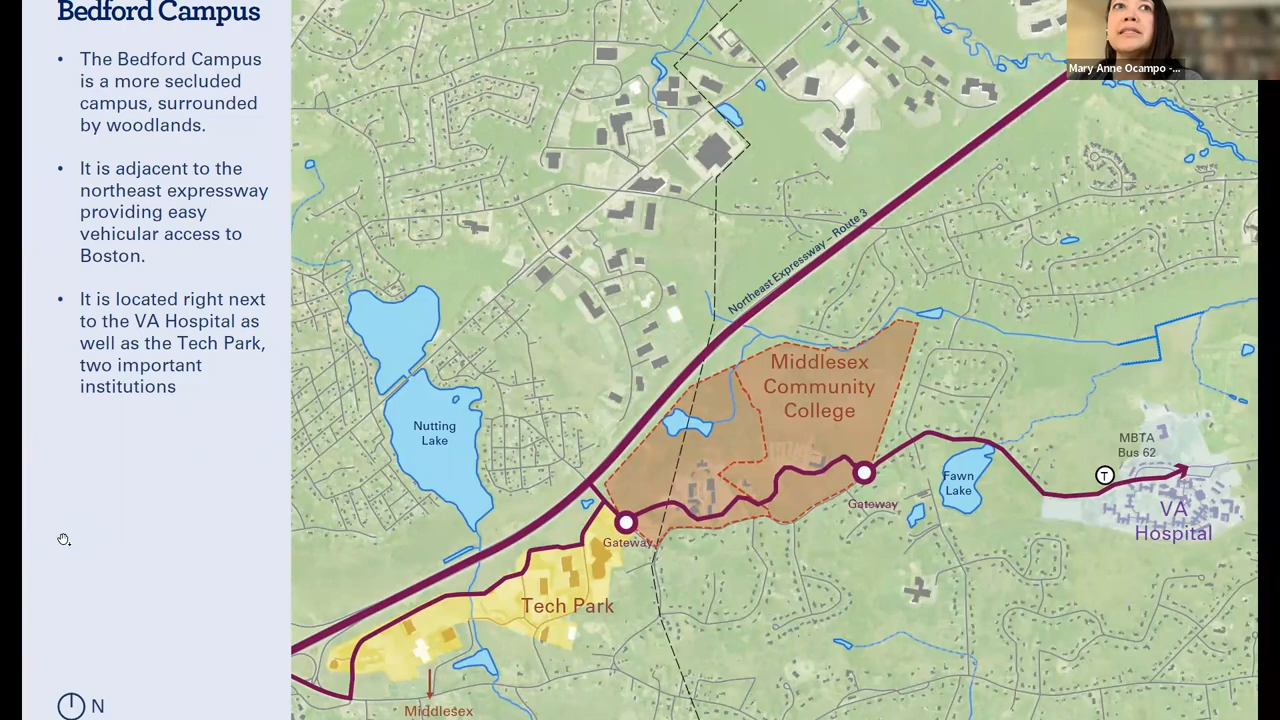 Bedford Campus
• The Bedford Campus
is a more secluded
campus, surrounded
by woodlands.
• It is adjacent to the
northeast expressway
providing easy
vehicular access to
Boston.
• It is located right next
to the VA Hospital as
well as the Tech Park,
two important
institutions
N
Mary Anne Ocampo -...
Northeast Expressway – Route 3
Middlesex
Community
College
Nutting
Lake
MBTA
Bus 62
T
Fawn
Lake
Gateway
VA
Hospital
Gateway
Tech Park
Middlesex